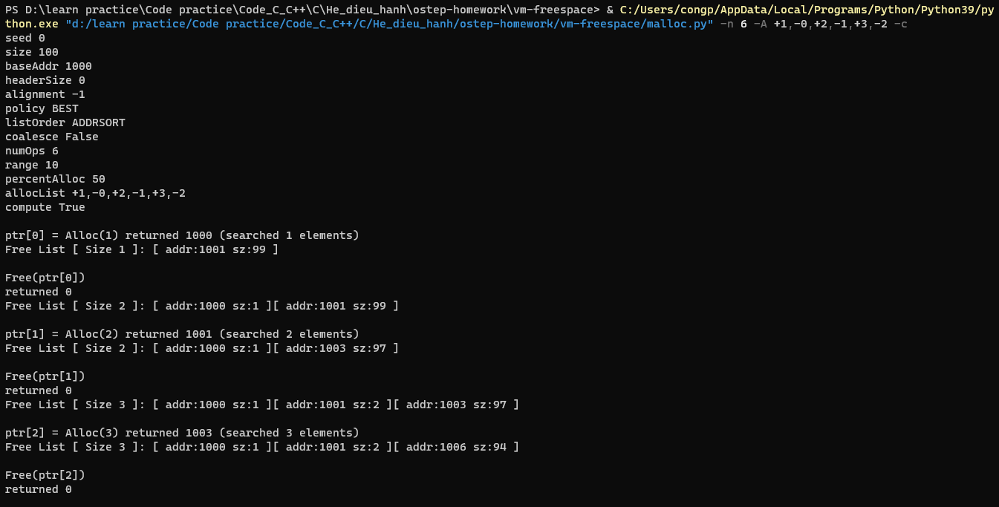 PS D:\learn practice\Code practice\Code_C_C++\C\He_dieu_hanh\ostep-homework\vm-freespace> & C:/Users/congp/AppData/Local/Programs/Python/Python39/py
thon.exe "d:/learn practice/Code practice/Code_C_C++/C/He_dieu_hanh/ostep-homework/vm-freespace/malloc.py" -n 6 -A +1,-0,+2,-1,+3,-2 -c
seed 0
size 100
baseAddr 1000
headerSize 0
alignment -1
policy BEST
listOrder ADDRSORT
coalesce False
numOps 6
range 10
percentAlloc 50
allocList +1,-0,+2,-1,+3,-2
compute True

ptr[0] = Alloc(1) returned 1000 (searched 1 elements)
Free List [ Size 1 ]: [ addr:1001 sz:99 ]

Free(ptr[0])
returned 0
Free List [ Size 2 ]: [ addr:1000 sz:1 ][ addr:1001 sz:99 ]

ptr[1] = Alloc(2) returned 1001 (searched 2 elements)
Free List [ Size 2 ]: [ addr:1000 sz:1 ][ addr:1003 sz:97 ]

Free(ptr[1])
returned 0
Free List [ Size 3 ]: [ addr:1000 sz:1 ][ addr:1001 sz:2 ][ addr:1003 sz:97 ]

ptr[2] = Alloc(3) returned 1003 (searched 3 elements)
Free List [ Size 3 ]: [ addr:1000 sz:1 ][ addr:1001 sz:2 ][ addr:1006 sz:94 ]

Free(ptr[2])
returned 0